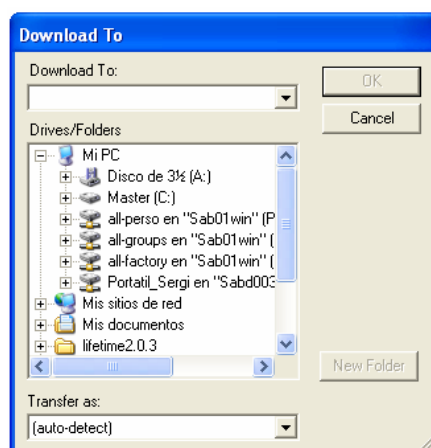 Download To
Download To:
OK
Cancel
Drives/Folders
Mi PC
Disco de 3½ (A:)
Master (C:)
all-perso en "Sab01win" (P
all-groups en "Sab01win" (
all-factory en "Sab01win" (
Portatil_Sergi en "Sabd003
Mis sitios de red
Mis documentos
lifetime2.0.3
New Folder
Transfer as:
(auto-detect)